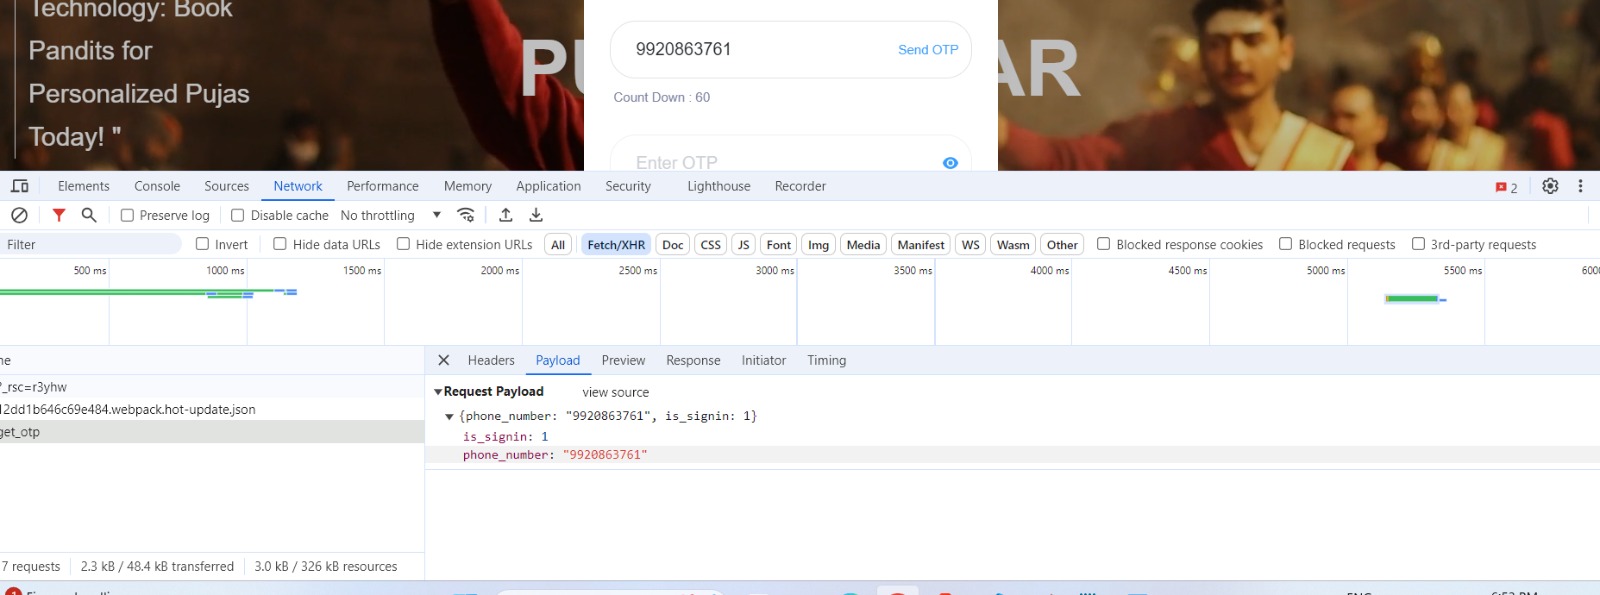 Technology: Book
Pandits for
Personalized Pujas
Today! "
PU
AR
9920863761 Send OTP
Count Down : 60
Enter OTP
Elements Console Sources Network Performance Memory Application Security Lighthouse Recorder 2
Preserve log Disable cache No throttling
Filter Invert Hide data URLs Hide extension URLs All Fetch/XHR Doc CSS JS Font Img Media Manifest WS Wasm Other Blocked response cookies Blocked requests 3rd-party requests
500 ms 1000 ms 1500 ms 2000 ms 2500 ms 3000 ms 3500 ms 4000 ms 4500 ms 5000 ms 5500 ms 6000
me Headers Payload Preview Response Initiator Timing
?_rsc=r3yhw
12dd1b646c69e484.webpack.hot-update.json
get_otp
Request Payload view source
{phone_number: "9920863761", is_signin: 1}
is_signin: 1
phone_number: "9920863761"
7 requests 2.3 kB / 48.4 kB transferred 3.0 kB / 326 kB resources